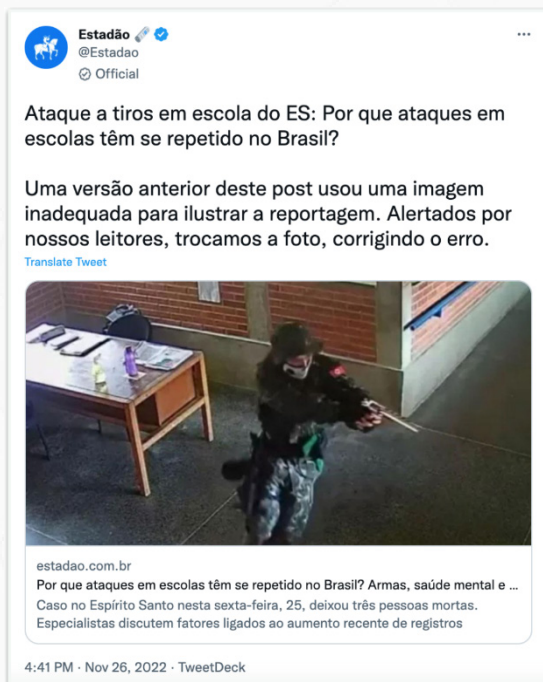 Estadão
@Estadao
Official
Ataque a tiros em escola do ES: Por que ataques em
escolas têm se repetido no Brasil?
Uma versão anterior deste post usou uma imagem
inadequada para ilustrar a reportagem. Alertados por
nossos leitores, trocamos a foto, corrigindo o erro.
Translate Tweet
estadao.com.br
Por que ataques em escolas têm se repetido no Brasil? Armas, saúde mental e ...
Caso no Espírito Santo nesta sexta-feira, 25, deixou três pessoas mortas.
Especialistas discutem fatores ligados ao aumento recente de registros
4:41 PM · Nov 26, 2022 · TweetDeck